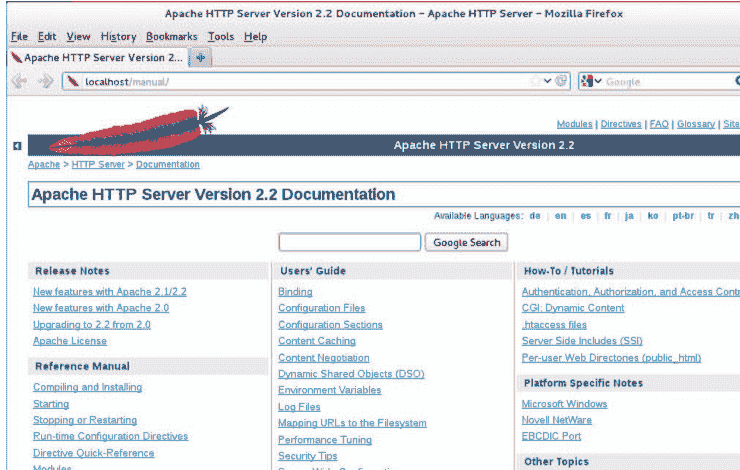 Apache HTTP Server Version 2.2 Documentation – Apache HTTP Server – Mozilla Firefox
File Edit View History Bookmarks Tools Help
Apache HTTP Server Version 2...
localhost/manual/
Google
Modules | Directives | FAQ | Glossary | Site
Apache HTTP Server Version 2.2
Apache > HTTP Server > Documentation
Apache HTTP Server Version 2.2 Documentation
Available Languages: de | en | es | fr | ja | ko | pt-br | tr | zh
Google Search
Release Notes
New features with Apache 2.1/2.2
New features with Apache 2.0
Upgrading to 2.2 from 2.0
Apache License
Reference Manual
Compiling and Installing
Starting
Stopping or Restarting
Run-time Configuration Directives
Directive Quick-Reference
Modules
Users' Guide
Binding
Configuration Files
Configuration Sections
Content Caching
Content Negotiation
Dynamic Shared Objects (DSO)
Environment Variables
Log Files
Mapping URLs to the Filesystem
Performance Tuning
Security Tips
How-To / Tutorials
Authentication, Authorization, and Access Contr
CGI: Dynamic Content
.htaccess files
Server Side Includes (SSI)
Per-user Web Directories (public_html)
Platform Specific Notes
Microsoft Windows
Novell NetWare
EBCDIC Port
Other Topics